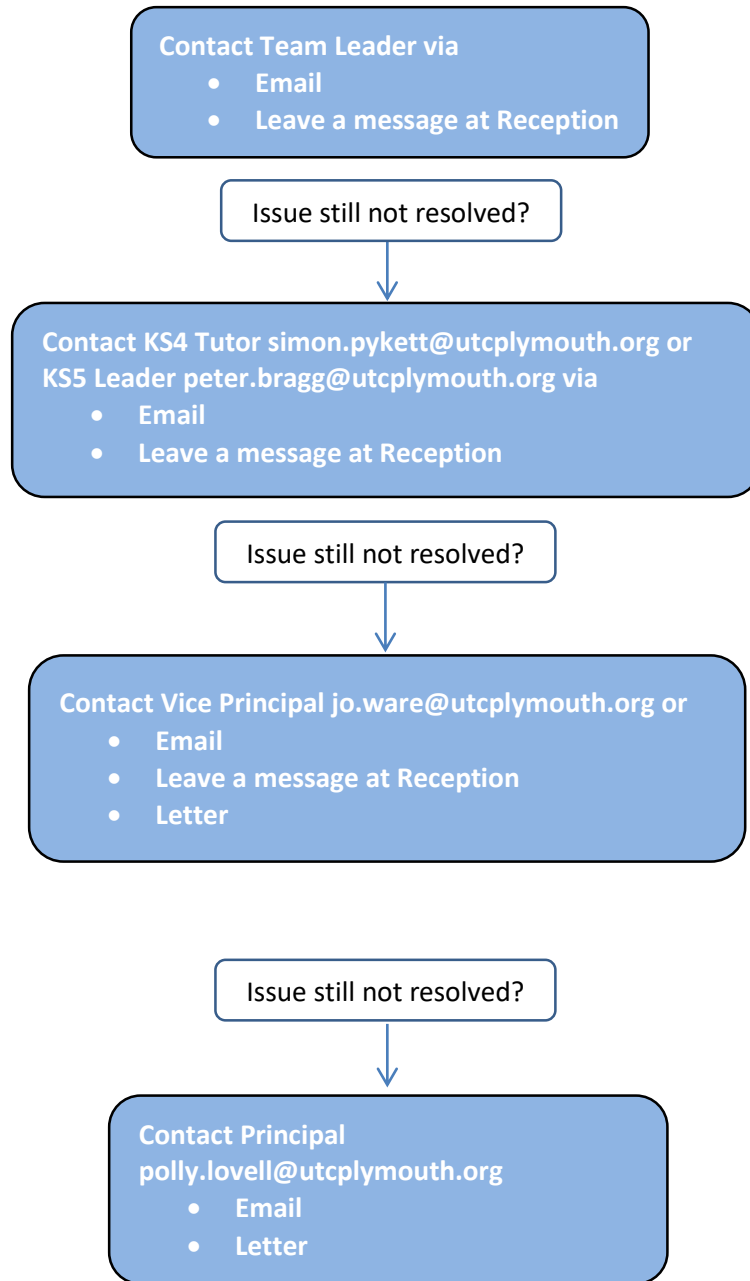 Contact Team Leader via
• Email
• Leave a message at Reception
Issue still not resolved?
Contact KS4 Tutor simon.pykett@utcplymouth.org or
KS5 Leader peter.bragg@utcplymouth.org via
• Email
• Leave a message at Reception
Issue still not resolved?
Contact Vice Principal jo.ware@utcplymouth.org or
• Email
• Leave a message at Reception
• Letter
Issue still not resolved?
Contact Principal
polly.lovell@utcplymouth.org
• Email
• Letter